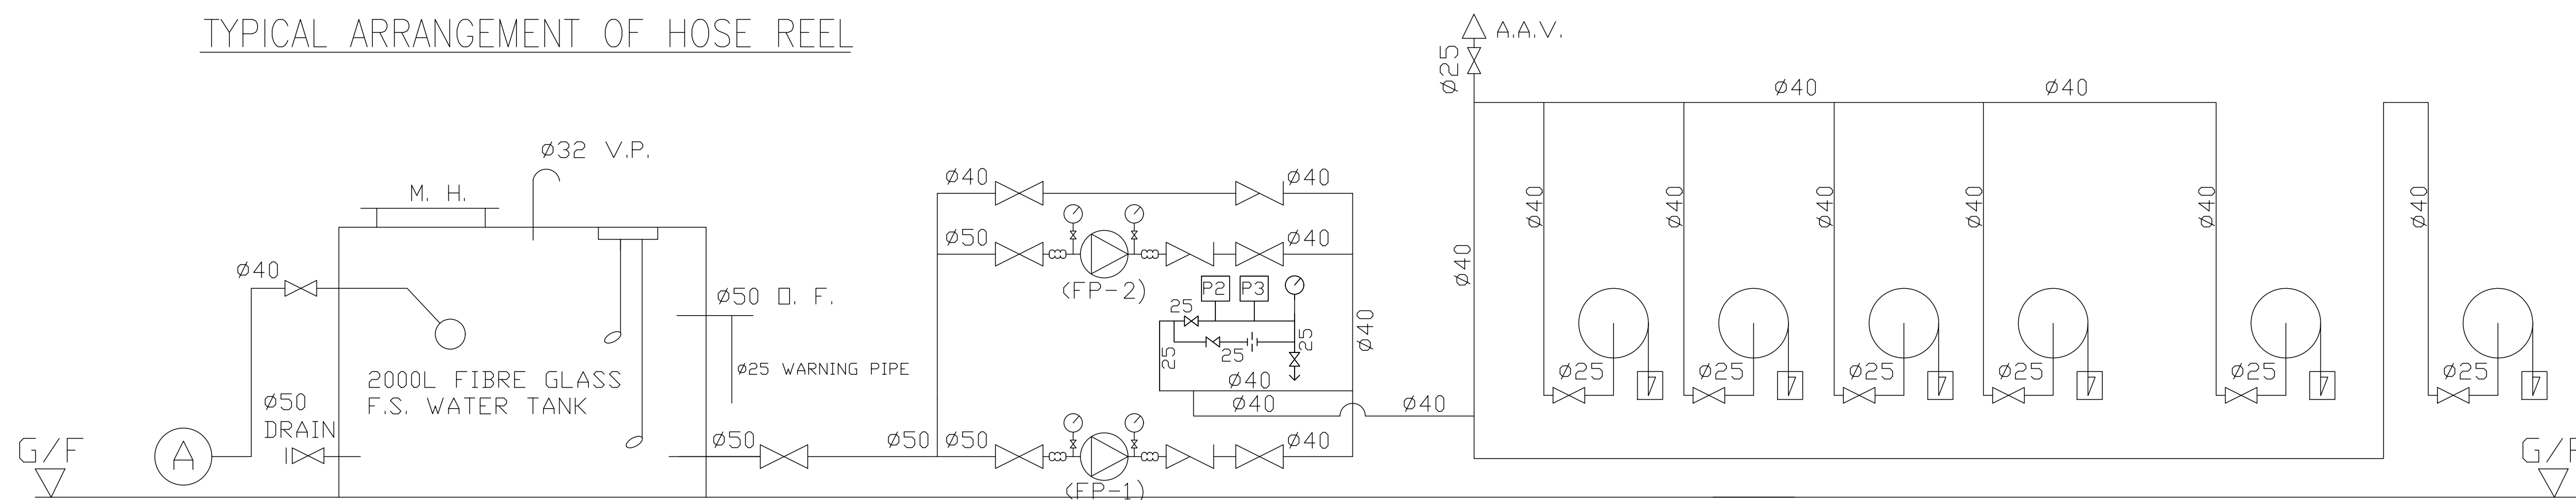 TYPICAL ARRANGEMENT OF HOSE REEL
A.A.V.
ø25
ø40
ø40
ø32 V.P.
M. H.
ø40
ø40
ø50
ø40
(FP-2)
ø40
ø50 O. F.
P2
P3
25
25
25
25
ø40
ø25 WARNING PIPE
2000L FIBRE GLASS
F.S. WATER TANK
ø40
ø40
ø40
ø50
DRAIN
A
ø50
ø50
ø50
ø40
(FP-1)
ø40
ø40
ø40
ø40
ø40
ø40
ø40
ø25
ø25
ø25
ø25
ø25
ø25
G/F
G/F